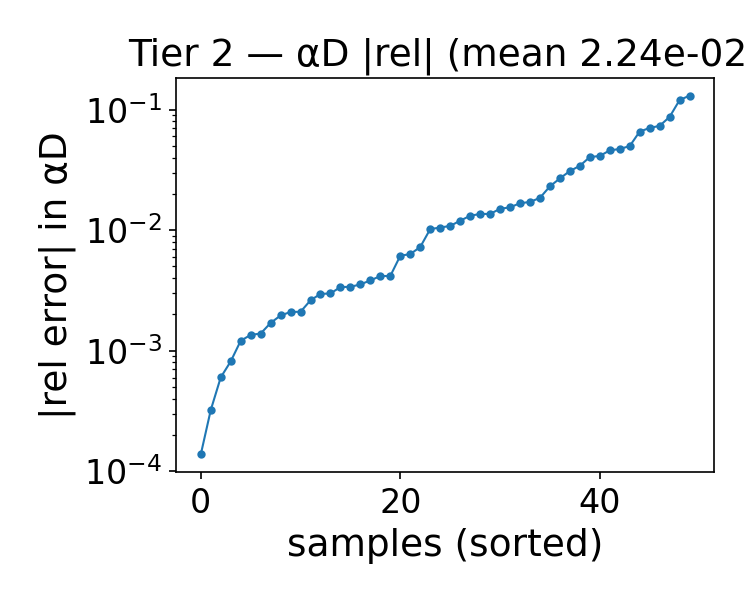 Tier 2 — αD |rel| (mean 2.24e-02
|rel error| in αD
10⁻¹
10⁻²
10⁻³
10⁻⁴
0 20 40
samples (sorted)